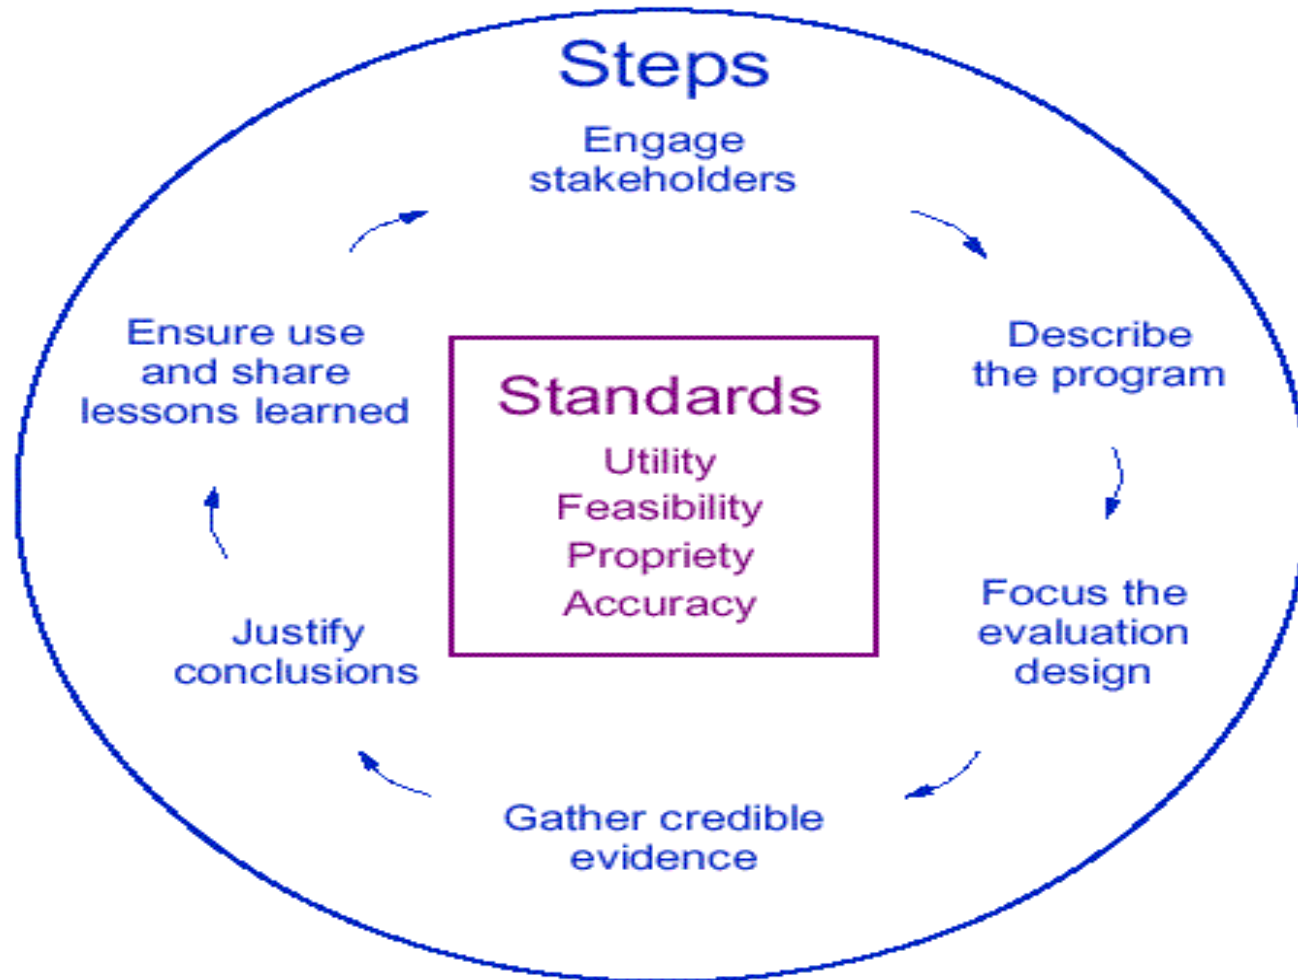 Steps
Engage
stakeholders
Describe
the program
Focus the
evaluation
design
Gather credible
evidence
Justify
conclusions
Ensure use
and share
lessons learned
Standards
Utility
Feasibility
Propriety
Accuracy